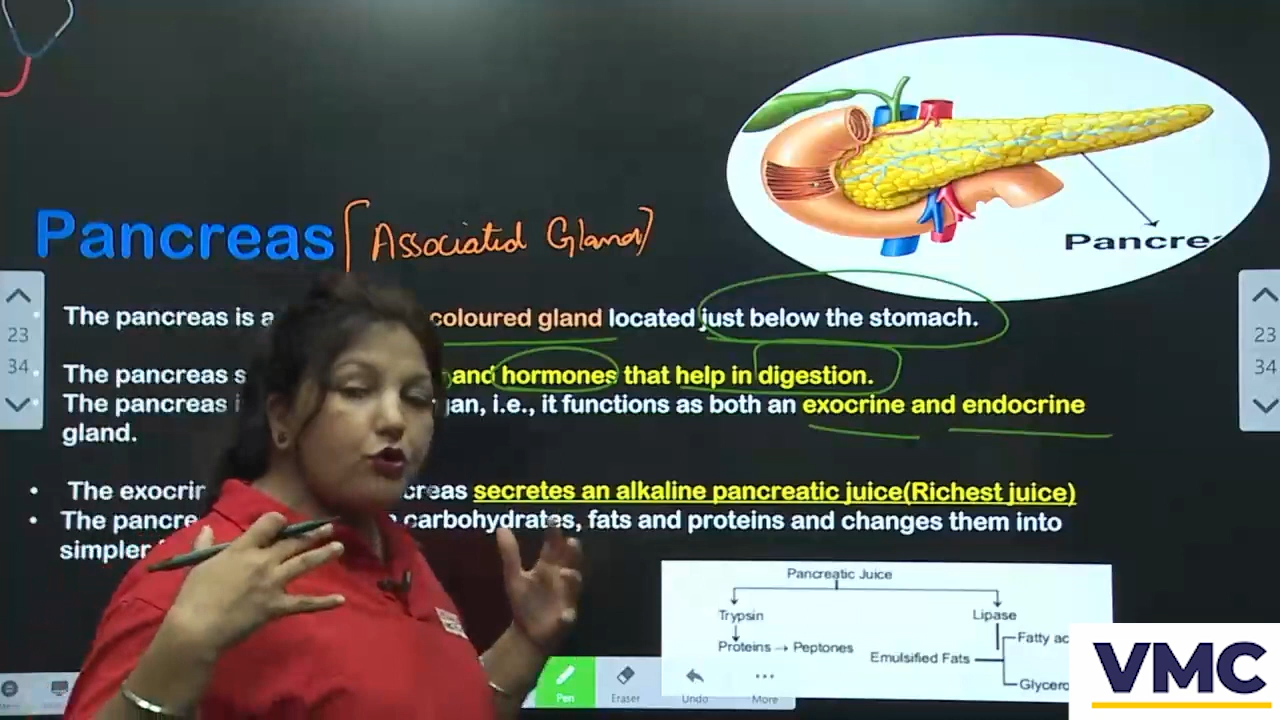 Pancreas [Associated Gland]
Pancre
The pancreas is a coloured gland located just below the stomach.
23
34
23
34
The pancreas s and hormones that help in digestion.
The pancreas i gan, i.e., it functions as both an exocrine and endocrine
gland.
• The exocrin creas secretes an alkaline pancreatic juice(Richest juice)
• The pancre carbohydrates, fats and proteins and changes them into
simpler
Pancreatic Juice
Trypsin
Lipase
Proteins → Peptones
Emulsified Fats
Fatty ac
Glycero
Pen
Eraser
Undo
More
VMC